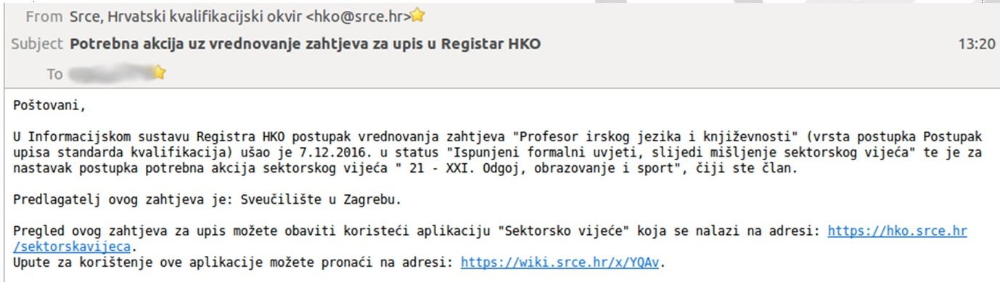 From Srce, Hrvatski kvalifikacijski okvir <hko@srce.hr>
Subject Potrebna akcija uz vrednovanje zahtjeva za upis u Registar HKO 13:20
To
Poštovani,
U Informacijskom sustavu Registra HKO postupak vrednovanja zahtjeva "Profesor irskog jezika i književnosti" (vrsta postupka Postupak
upisa standarda kvalifikacija) ušao je 7.12.2016. u status "Ispunjeni formalni uvjeti, slijedi mišljenje sektorskog vijeća" te je za
nastavak postupka potrebna akcija sektorskog vijeća " 21 - XXI. Odgoj, obrazovanje i sport", čiji ste član.
Predlagatelj ovog zahtjeva je: Sveučilište u Zagrebu.
Pregled ovog zahtjeva za upis možete obaviti koristeći aplikaciju "Sektorsko vijeće" koja se nalazi na adresi: https://hko.srce.hr
/sektorskavijeca.
Upute za korištenje ove aplikacije možete pronaći na adresi: https://wiki.srce.hr/x/YQAv.